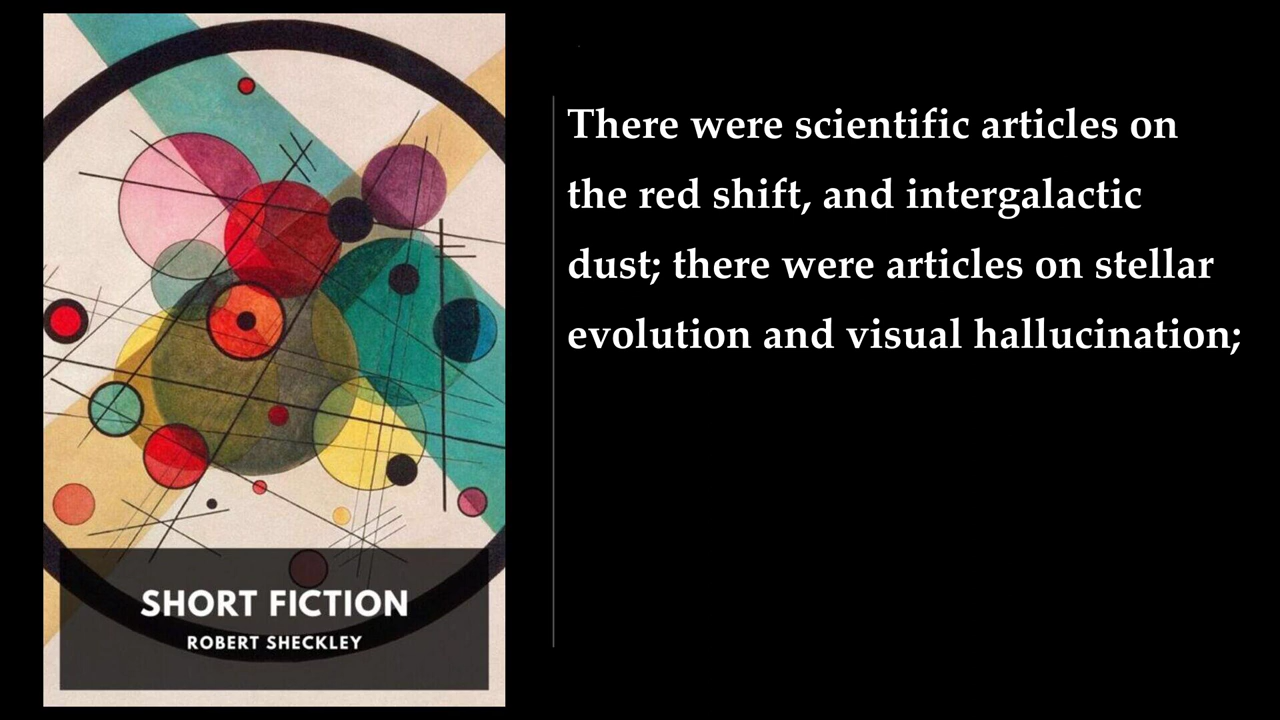 SHORT FICTION
ROBERT SHECKLEY
There were scientific articles on
the red shift, and intergalactic
dust; there were articles on stellar
evolution and visual hallucination;